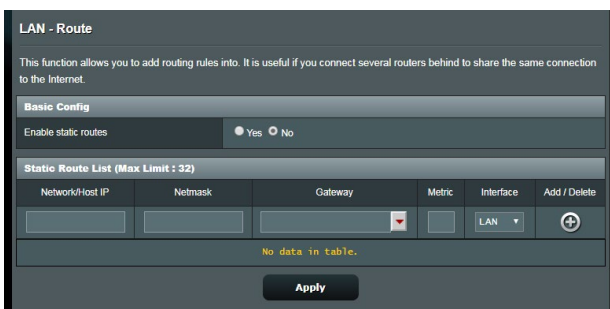 LAN - Route
This function allows you to add routing rules into. It is useful if you connect several routers behind to share the same connection
to the Internet.
Basic Config
Enable static routes Yes No
Static Route List (Max Limit : 32)
Network/Host IP Netmask Gateway Metric Interface Add / Delete
LAN
No data in table.
Apply